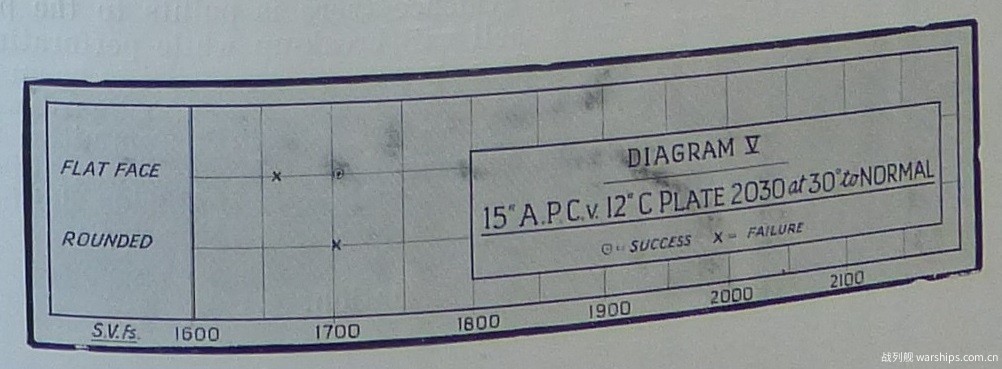 DIAGRAM V
15" A.P.C. v. 12" C PLATE 2030 at 30° to NORMAL
⊙ = SUCCESS X = FAILURE
FLAT FACE
ROUNDED
S.V.fs. 1600 1700 1800 1900 2000 2100
战列舰 warships.com.cn